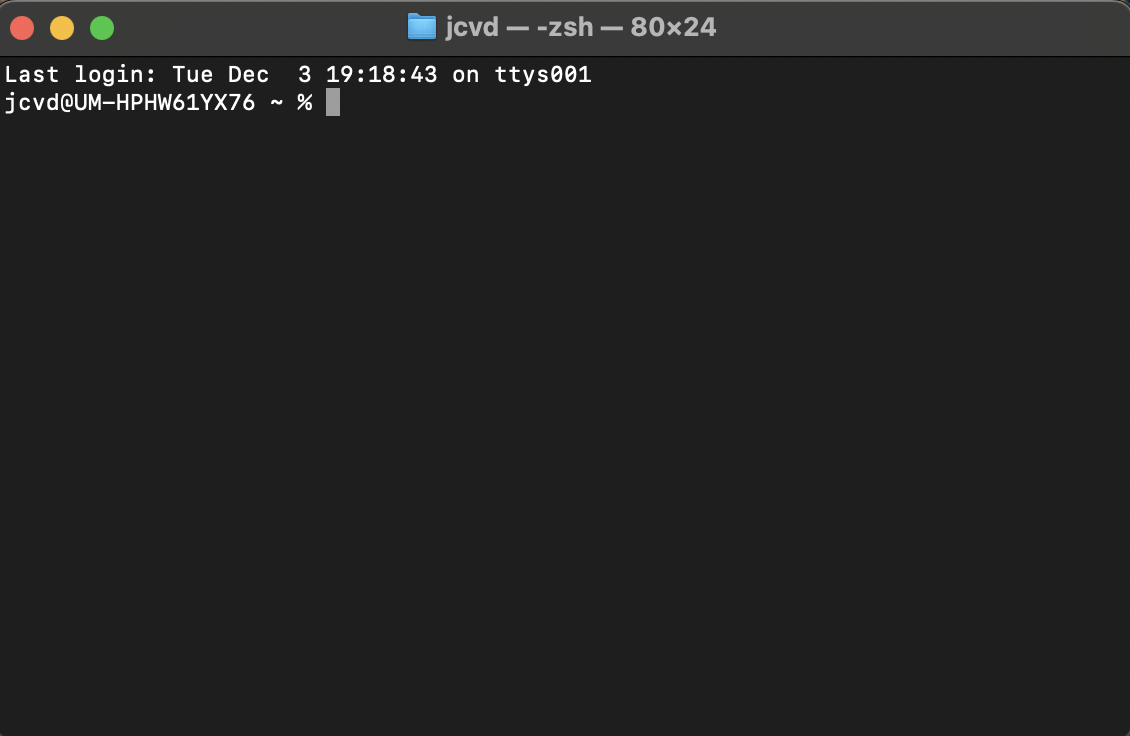 jcvd — -zsh — 80×24
Last login: Tue Dec  3 19:18:43 on ttys001
jcvd@UM-HPHW61YX76 ~ %